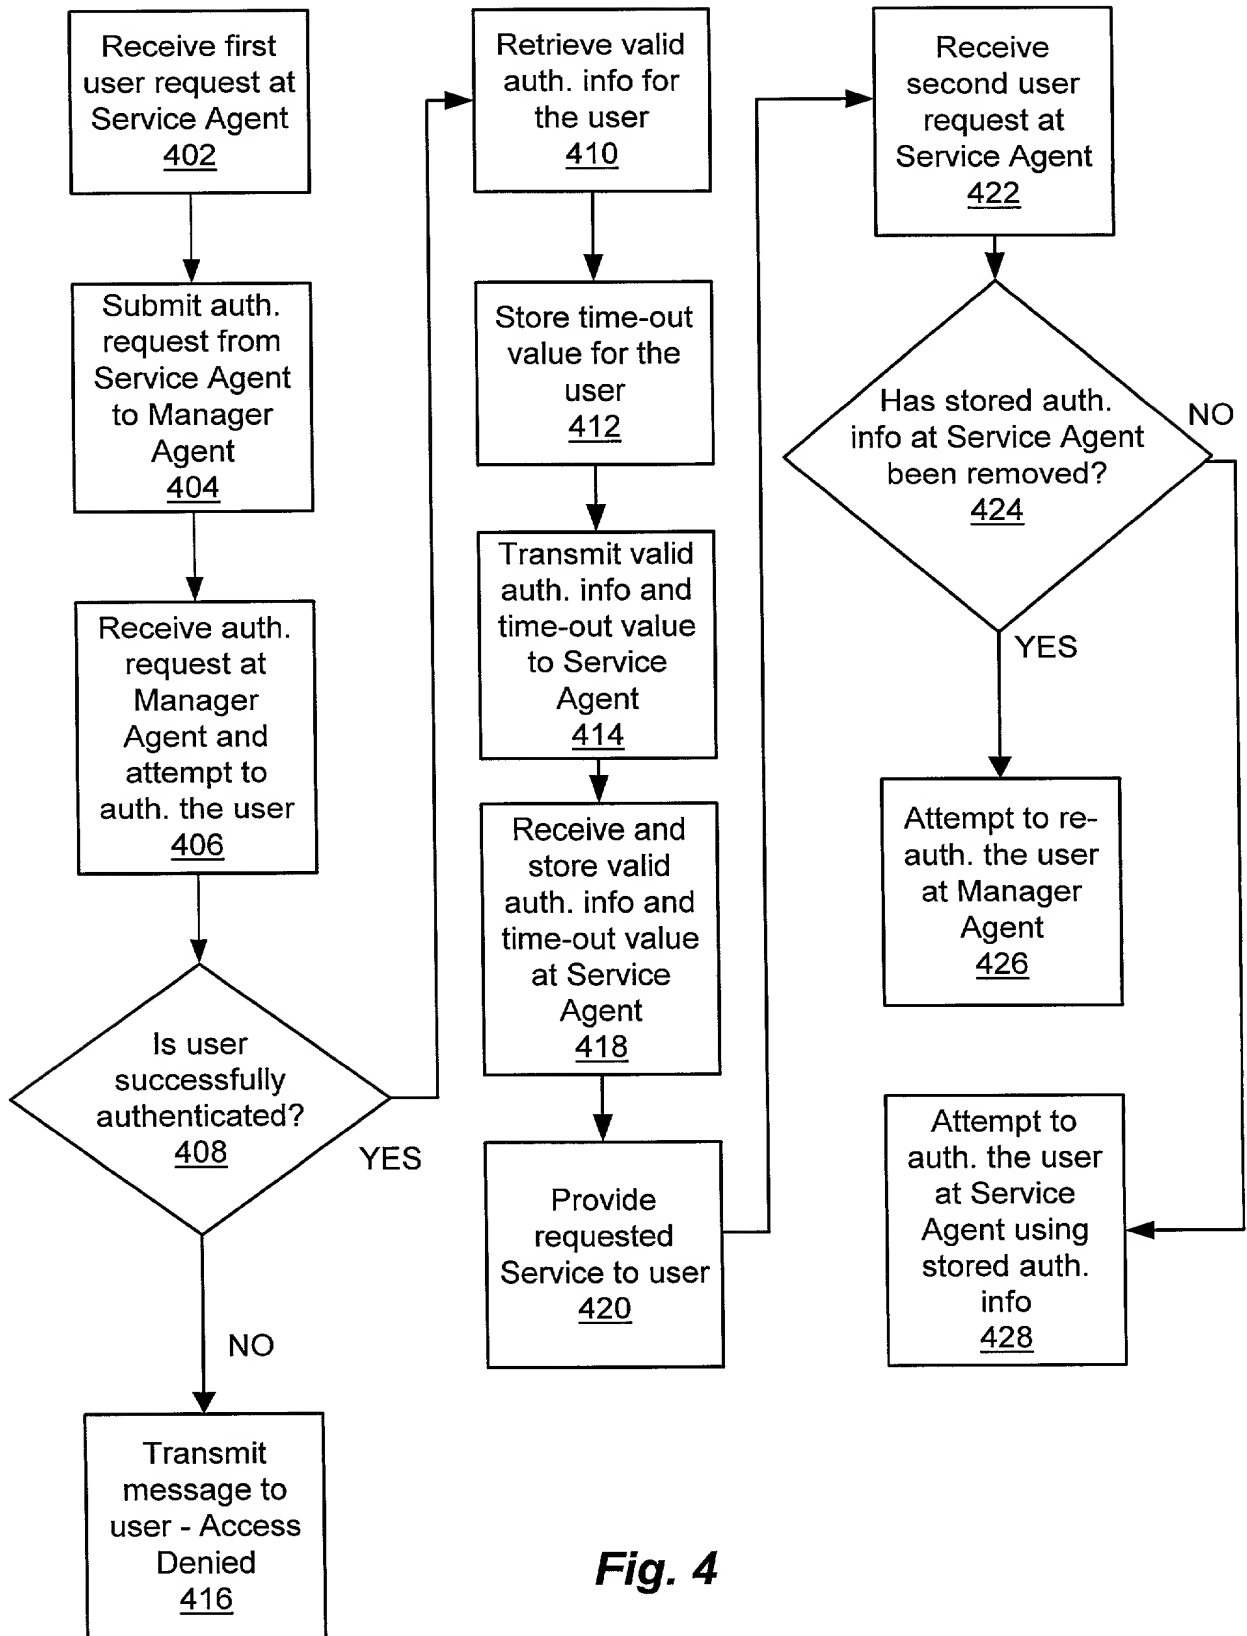 Receive first
user request at
Service Agent
402
Submit auth.
request from
Service Agent
to Manager
Agent
404
Receive auth.
request at
Manager
Agent and
attempt to
auth. the user
406
Is user
successfully
authenticated?
408
YES
NO
Transmit
message to
user - Access
Denied
416
Retrieve valid
auth. info for
the user
410
Store time-out
value for the
user
412
Transmit valid
auth. info and
time-out value
to Service
Agent
414
Receive and
store valid
auth. info and
time-out value
at Service
Agent
418
Provide
requested
Service to user
420
Receive
second user
request at
Service Agent
422
Has stored auth.
info at Service Agent
been removed?
424
NO
YES
Attempt to re-
auth. the user
at Manager
Agent
426
Attempt to
auth. the user
at Service
Agent using
stored auth.
info
428
Fig. 4